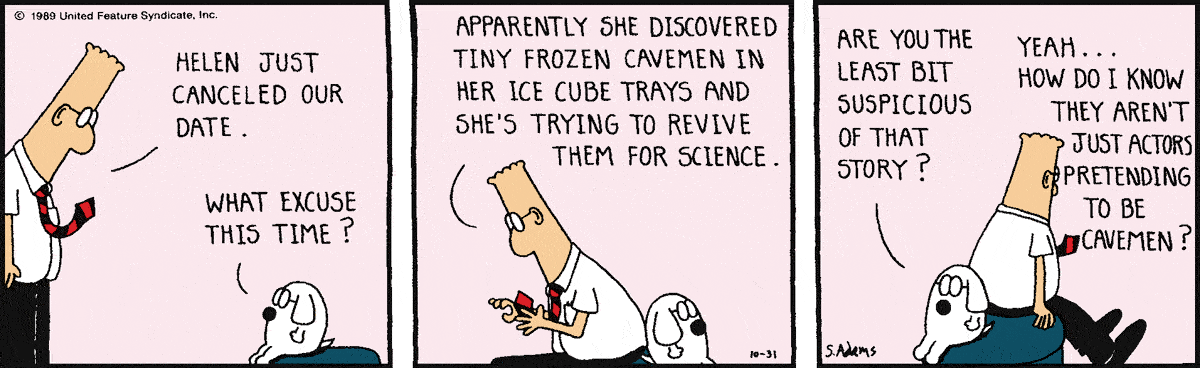 © 1989 United Feature Syndicate, Inc.
HELEN JUST
CANCELED OUR
DATE.
WHAT EXCUSE
THIS TIME?
APPARENTLY SHE DISCOVERED
TINY FROZEN CAVEMEN IN
HER ICE CUBE TRAYS AND
SHE'S TRYING TO REVIVE
THEM FOR SCIENCE.
10-31
ARE YOU THE
LEAST BIT
SUSPICIOUS
OF THAT
STORY?
YEAH...
HOW DO I KNOW
THEY AREN'T
JUST ACTORS
PRETENDING
TO BE
CAVEMEN?
S.Adams